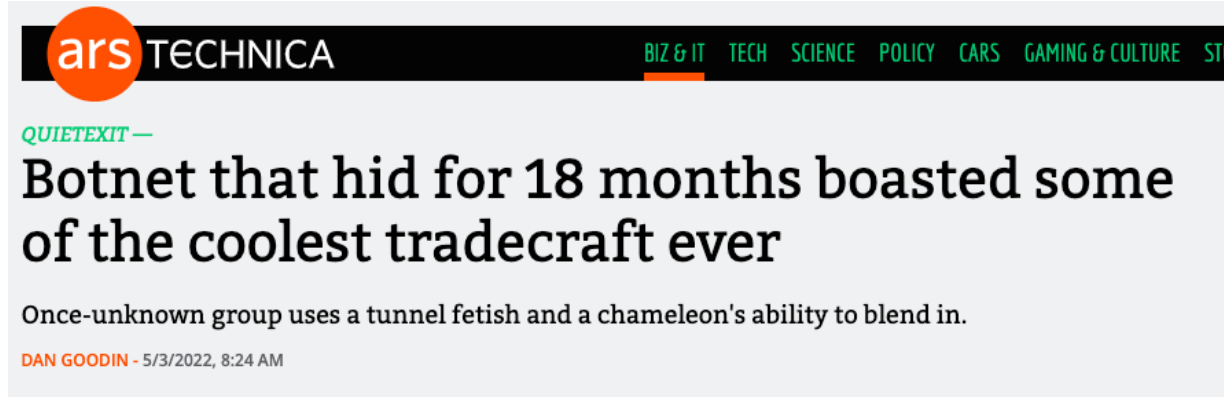 ars TECHNICA
BIZ & IT TECH SCIENCE POLICY CARS GAMING & CULTURE
QUIETEXIT —
Botnet that hid for 18 months boasted some
of the coolest tradecraft ever
Once-unknown group uses a tunnel fetish and a chameleon's ability to blend in.
DAN GOODIN - 5/3/2022, 8:24 AM